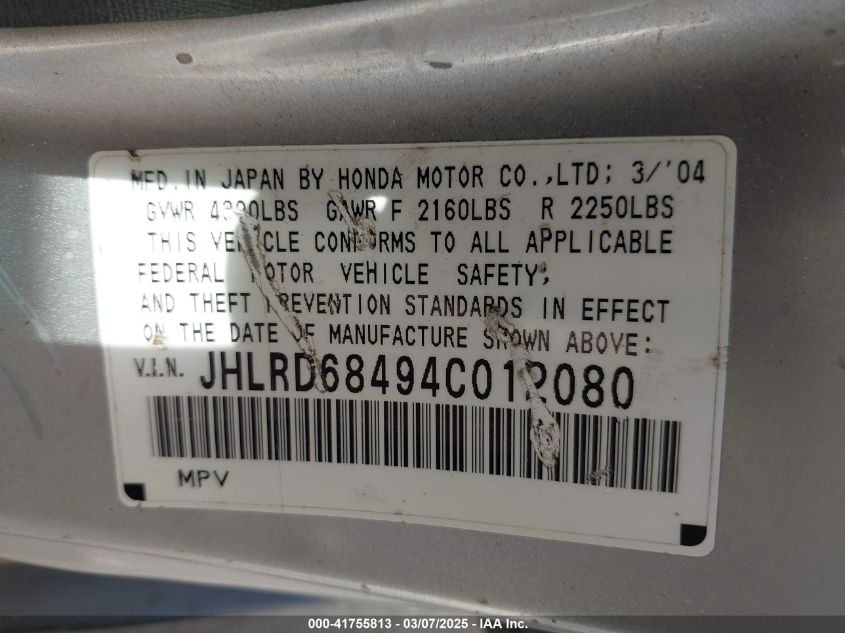 MFD. IN JAPAN BY HONDA MOTOR CO.,LTD; 3/'04
GVWR 4390LBS GAWR F 2160LBS R 2250LBS
THIS VEHICLE CONFORMS TO ALL APPLICABLE
FEDERAL MOTOR VEHICLE SAFETY,
AND THEFT PREVENTION STANDARDS IN EFFECT
ON THE DATE OF MANUFACTURE SHOWN ABOVE:
V.I.N. JHLRD68494C012080
MPV
000-41755813 - 03/07/2025 - IAA Inc.